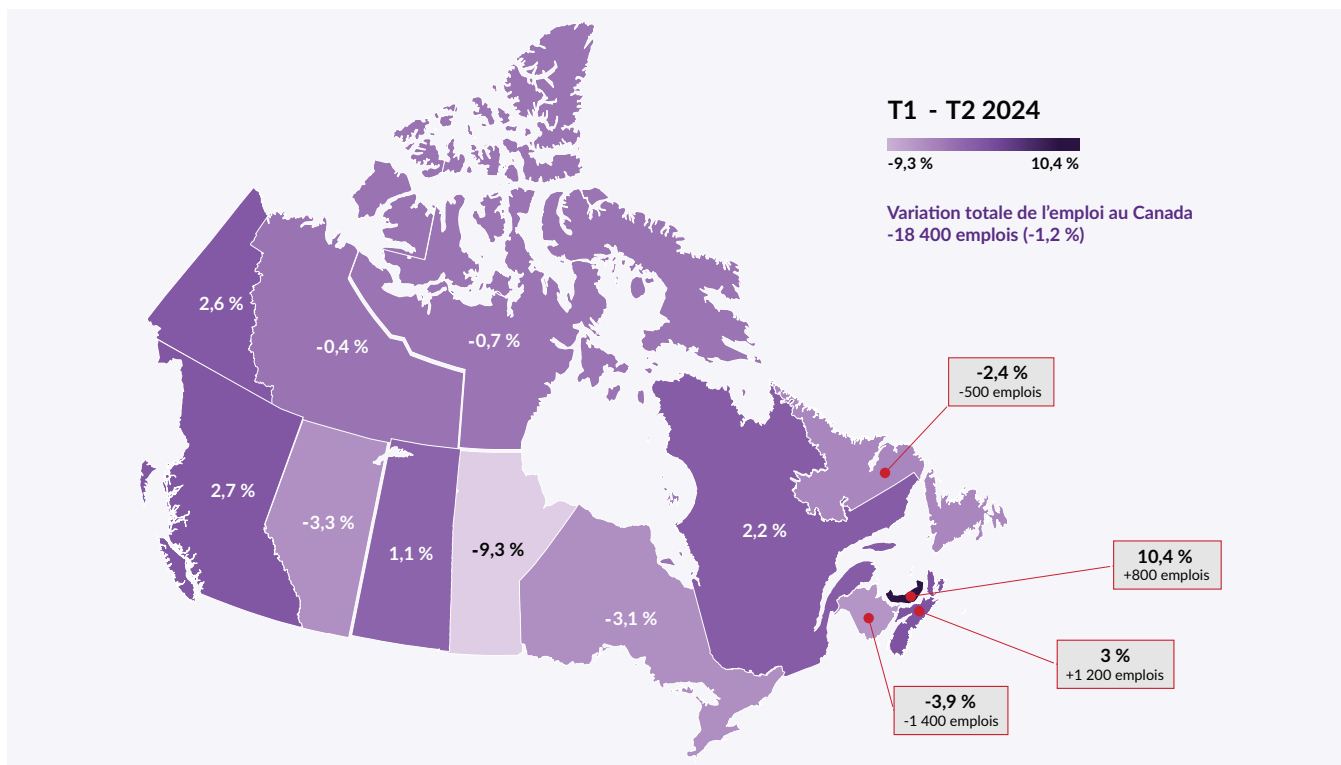 T1 - T2 2024
-9,3 % 10,4 %
Variation totale de l’emploi au Canada
-18 400 emplois (-1,2 %)
2,6 %
-0,4 %
-0,7 %
-2,4 %
-500 emplois
2,7 %
-3,3 %
1,1 %
-9,3 %
-3,1 %
2,2 %
10,4 %
+800 emplois
3 %
+1 200 emplois
-3,9 %
-1 400 emplois